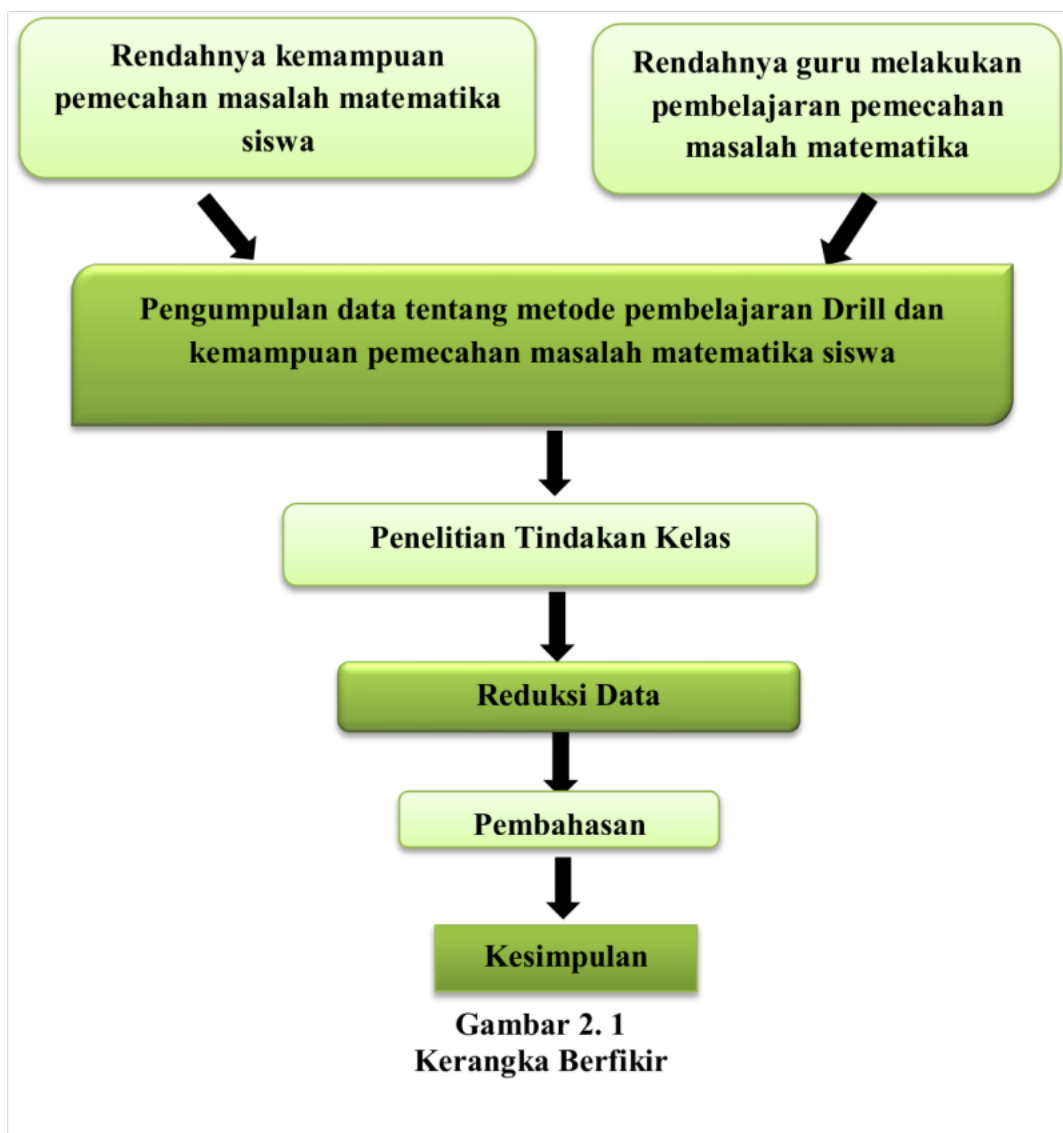 Rendahnya kemampuan
pemecahan masalah matematika
siswa
Rendahnya guru melakukan
pembelajaran pemecahan
masalah matematika
Pengumpulan data tentang metode pembelajaran Drill dan
kemampuan pemecahan masalah matematika siswa
Penelitian Tindakan Kelas
Reduksi Data
Pembahasan
Kesimpulan
Gambar 2. 1
Kerangka Berfikir